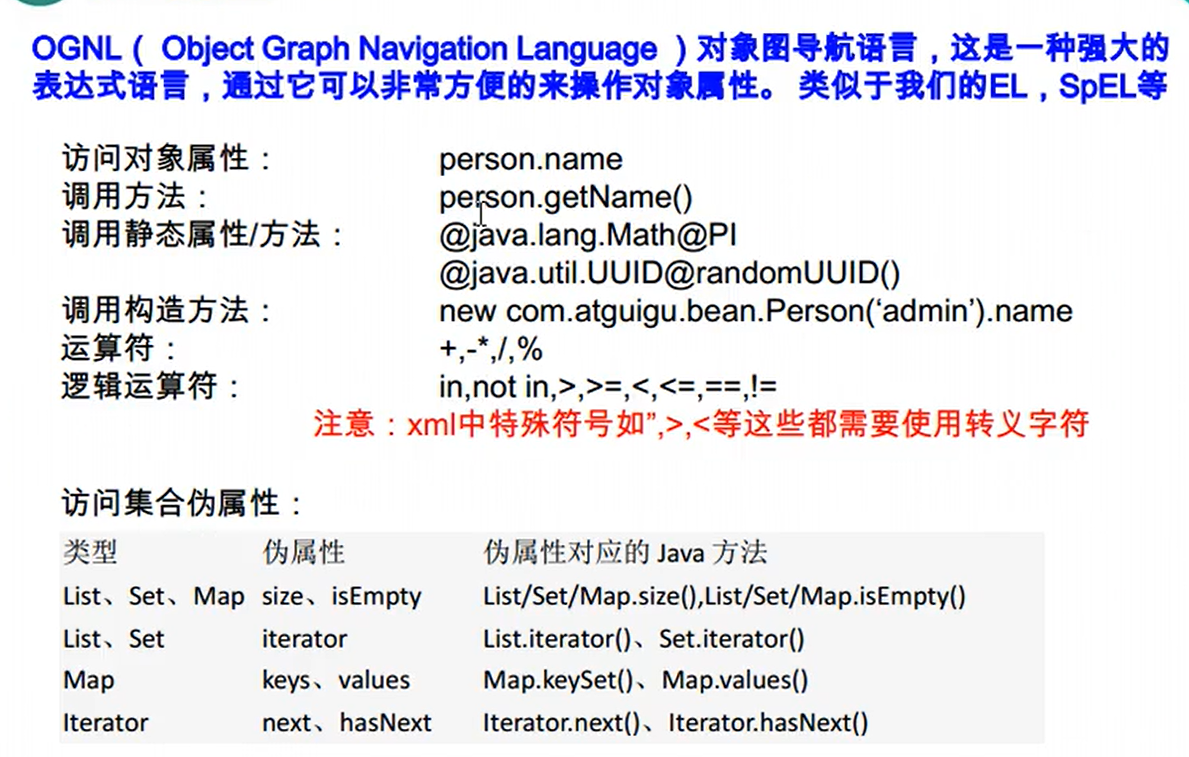 OGNL（ Object Graph Navigation Language ）对象图导航语言，这是一种强大的
表达式语言，通过它可以非常方便的来操作对象属性。 类似于我们的EL，SpEL等
访问对象属性： person.name
调用方法： person.getName()
调用静态属性/方法： @java.lang.Math@PI
@java.util.UUID@randomUUID()
调用构造方法： new com.atguigu.bean.Person(‘admin’).name
运算符： +,-*,/,%
逻辑运算符： in,not in,>,>=,<,<=,==,!=
注意：xml中特殊符号如”,>,<等这些都需要使用转义字符
访问集合伪属性：
类型 伪属性 伪属性对应的 Java 方法
List、Set、Map size、isEmpty List/Set/Map.size(),List/Set/Map.isEmpty()
List、Set iterator List.iterator()、Set.iterator()
Map keys、values Map.keySet()、Map.values()
Iterator next、hasNext Iterator.next()、Iterator.hasNext()